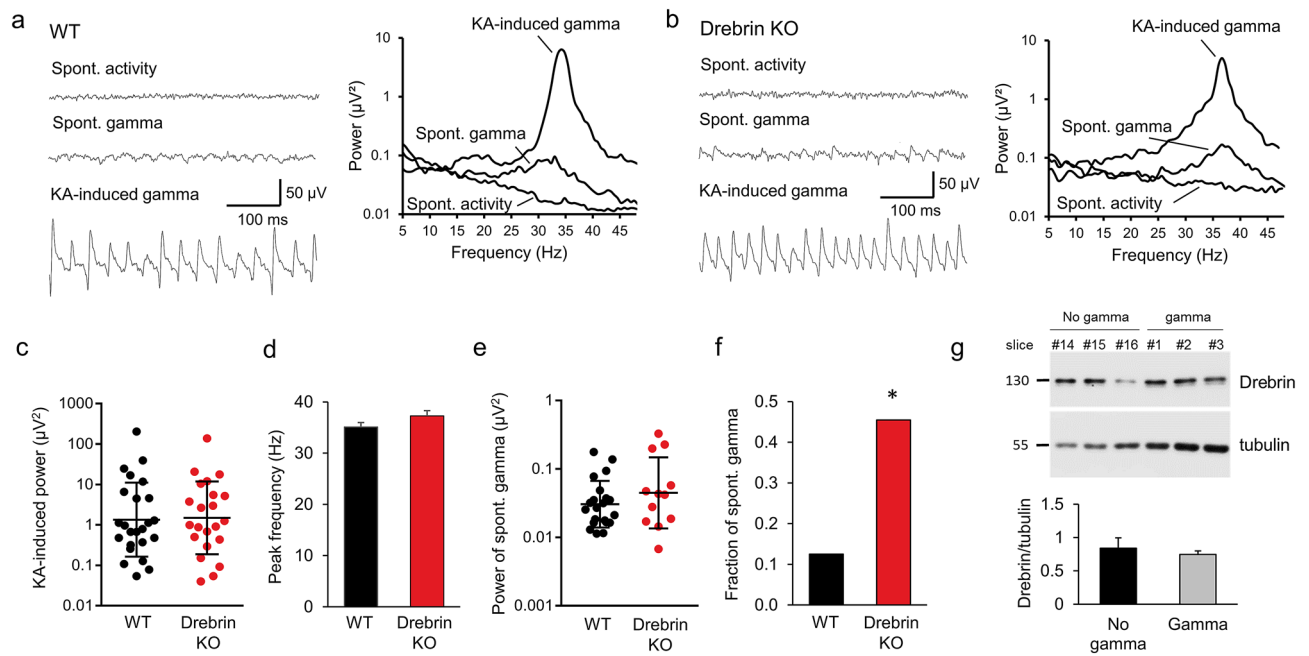 a
WT
Spont. activity
Spont. gamma
KA-induced gamma
50 µV
100 ms
KA-induced gamma
Spont. gamma
Spont. activity
Power (µV²)
10
1
0.1
0.01
5 10 15 20 25 30 35 40 45
Frequency (Hz)
b
Drebrin KO
Spont. activity
Spont. gamma
KA-induced gamma
50 µV
100 ms
KA-induced gamma
Spont. gamma
Spont. activity
Power (µV²)
10
1
0.1
0.01
5 10 15 20 25 30 35 40 45
Frequency (Hz)
c
KA-induced power (µV²)
1000
100
10
1
0.1
0.01
WT
Drebrin
KO
d
Peak frequency (Hz)
40
30
20
10
0
WT
Drebrin
KO
e
Power of spont. gamma (µV²)
1
0.1
0.01
0.001
WT
Drebrin
KO
f
Fraction of spont. gamma
0.5
0.4
0.3
0.2
0.1
0.0
*
WT
Drebrin
KO
g
No gamma gamma
slice #14 #15 #16 #1 #2 #3
130 Drebrin
55 tubulin
Drebrin/tubulin
1.5
1
0.5
0
No
gamma
Gamma